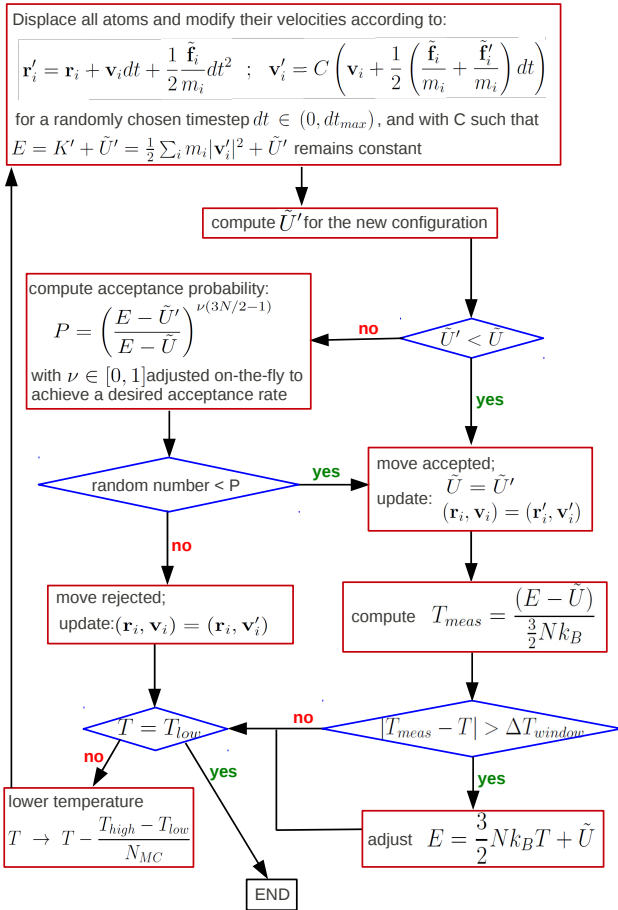 Displace all atoms and modify their velocities according to:
r′_i = r_i + v_i dt + 1/2 f̃_i/m_i dt² ; v′_i = C (v_i + 1/2 (f̃_i/m_i + f̃′_i/m_i) dt)
for a randomly chosen timestep dt ∈ (0, dt_max), and with C such that
E = K′ + Ũ′ = 1/2 ∑_i m_i|v′_i|² + Ũ′ remains constant
compute Ũ′ for the new configuration
compute acceptance probability:
P = ((E − Ũ′)/(E − Ũ))^ν(3N/2−1)
with ν ∈ [0, 1] adjusted on-the-fly to
achieve a desired acceptance rate
no
Ũ′ < Ũ
yes
random number < P
yes
move accepted;
update: Ũ = Ũ′
(r_i, v_i) = (r′_i, v′_i)
no
move rejected;
update:(r_i, v_i) = (r_i, v′_i)
compute T_meas = (E − Ũ)/(3/2 N k_B)
T = T_low
no
|T_meas − T| > ΔT_window
no
yes
yes
lower temperature
T → T − (T_high − T_low)/N_MC
adjust E = 3/2 N k_B T + Ũ
END